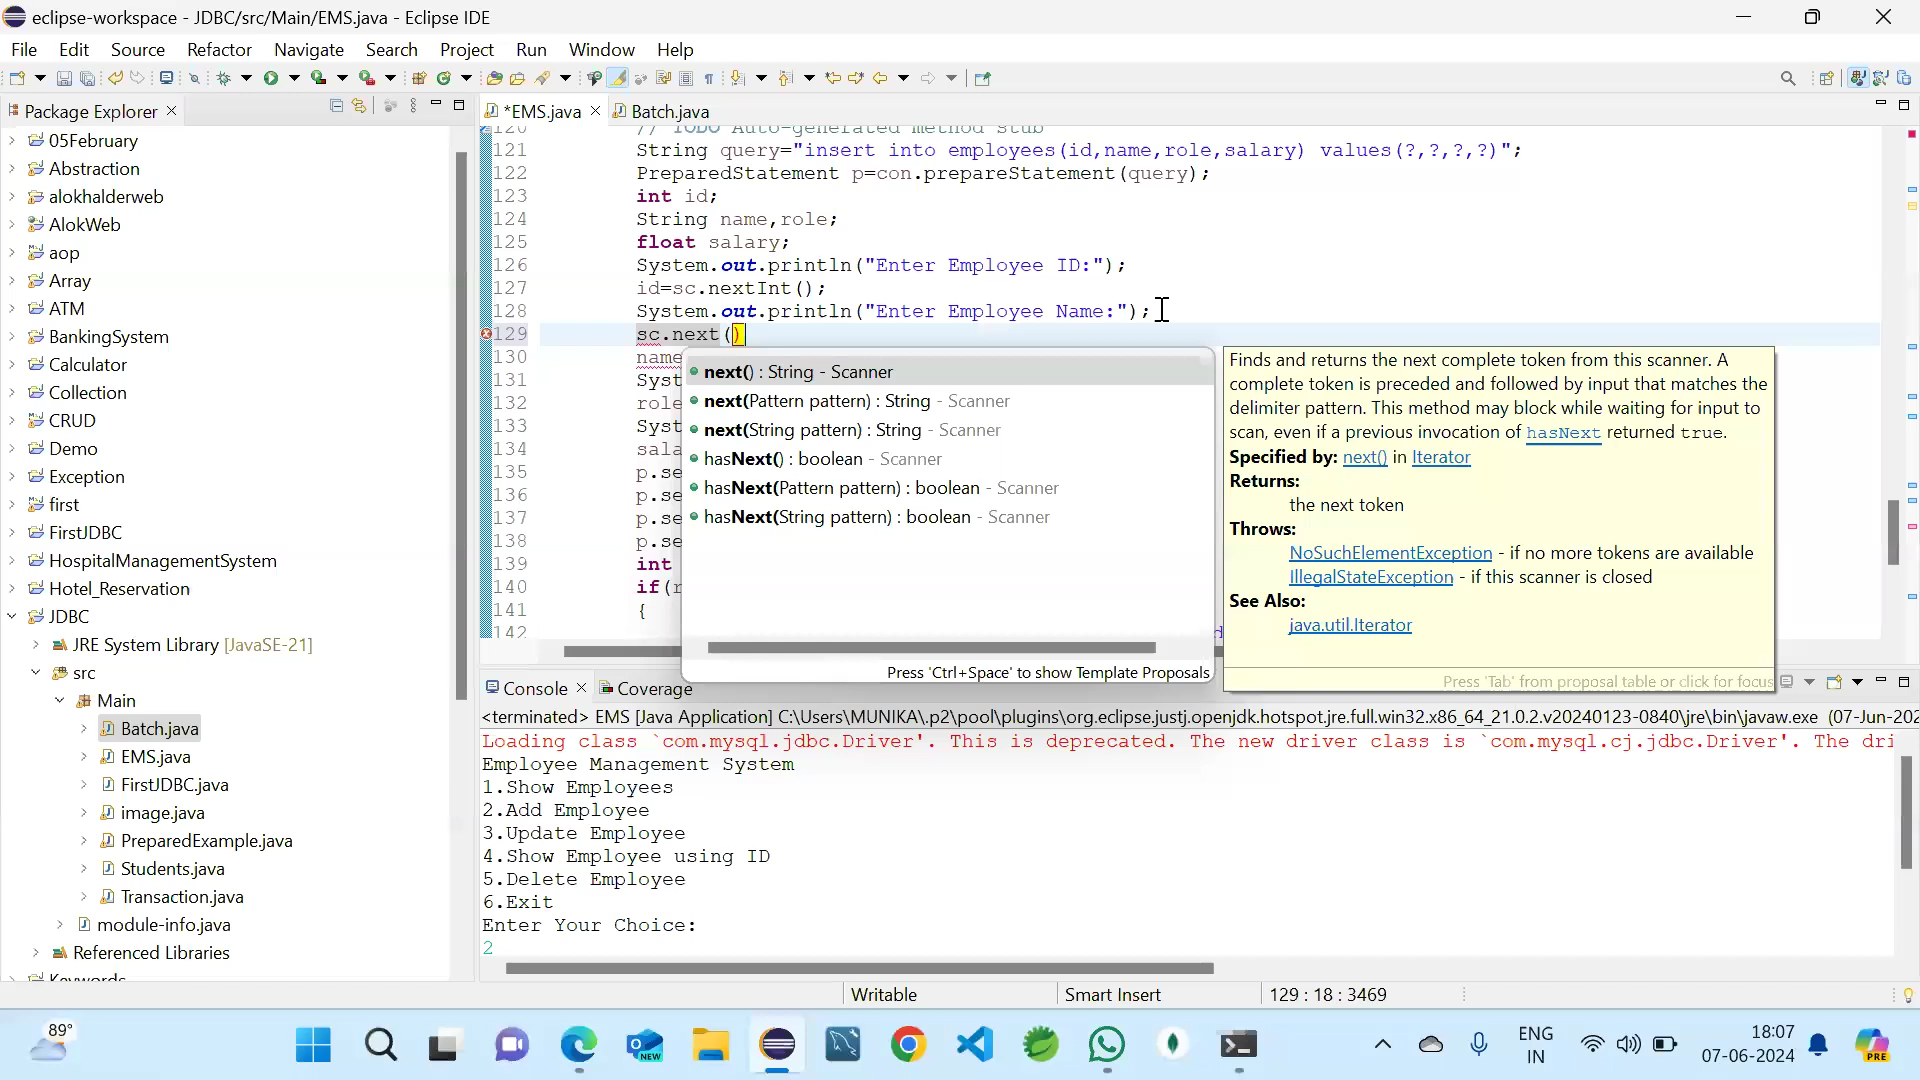 eclipse-workspace - JDBC/src/Main/EMS.java - Eclipse IDE
File Edit Source Refactor Navigate Search Project Run Window Help
Package Explorer
*EMS.java Batch.java
05February
Abstraction
alokhalderweb
AlokWeb
aop
Array
ATM
BankingSystem
Calculator
Collection
CRUD
Demo
Exception
first
FirstJDBC
HospitalManagementSystem
Hotel_Reservation
JDBC
JRE System Library [JavaSE-21]
src
Main
Batch.java
EMS.java
FirstJDBC.java
image.java
PreparedExample.java
Students.java
Transaction.java
module-info.java
Referenced Libraries
Keywords
120 // TODO Auto-generated method stub
121 String query="insert into employees(id,name,role,salary) values(?,?,?,?)";
122 PreparedStatement p=con.prepareStatement(query);
123 int id;
124 String name,role;
125 float salary;
126 System.out.println("Enter Employee ID:");
127 id=sc.nextInt();
128 System.out.println("Enter Employee Name:");
129 sc.next()
130 name
131 Syst
132 role
133 Syst
134 sala
135 p.se
136 p.se
137 p.se
138 p.se
139 int
140 if(r
141 {
142
next() : String - Scanner
next(Pattern pattern) : String - Scanner
next(String pattern) : String - Scanner
hasNext() : boolean - Scanner
hasNext(Pattern pattern) : boolean - Scanner
hasNext(String pattern) : boolean - Scanner
Press 'Ctrl+Space' to show Template Proposals
Finds and returns the next complete token from this scanner. A
complete token is preceded and followed by input that matches the
delimiter pattern. This method may block while waiting for input to
scan, even if a previous invocation of hasNext returned true.
Specified by: next() in Iterator
Returns:
the next token
Throws:
NoSuchElementException - if no more tokens are available
IllegalStateException - if this scanner is closed
See Also:
java.util.Iterator
Press 'Tab' from proposal table or click for focus
Console Coverage
<terminated> EMS [Java Application] C:\Users\MUNIKA\.p2\pool\plugins\org.eclipse.justj.openjdk.hotspot.jre.full.win32.x86_64_21.0.2.v20240123-0840\jre\bin\javaw.exe (07-Jun-202
Loading class `com.mysql.jdbc.Driver'. This is deprecated. The new driver class is `com.mysql.cj.jdbc.Driver'. The dri
Employee Management System
1.Show Employees
2.Add Employee
3.Update Employee
4.Show Employee using ID
5.Delete Employee
6.Exit
Enter Your Choice:
2
Writable Smart Insert 129 : 18 : 3469
89°
NEW
ENG
IN
18:07
07-06-2024
PRE